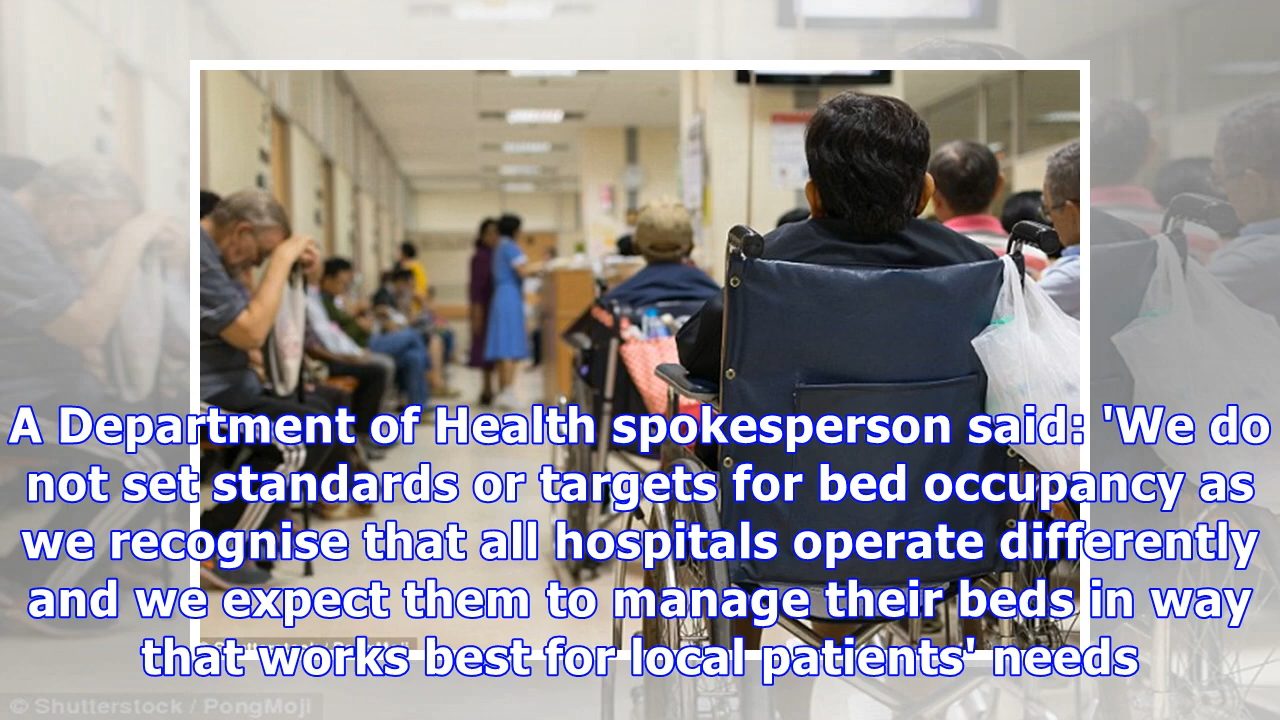 A Department of Health spokesperson said: 'We do
not set standards or targets for bed occupancy as
we recognise that all hospitals operate differently
and we expect them to manage their beds in way
that works best for local patients' needs
© Shutterstock / PongMoji